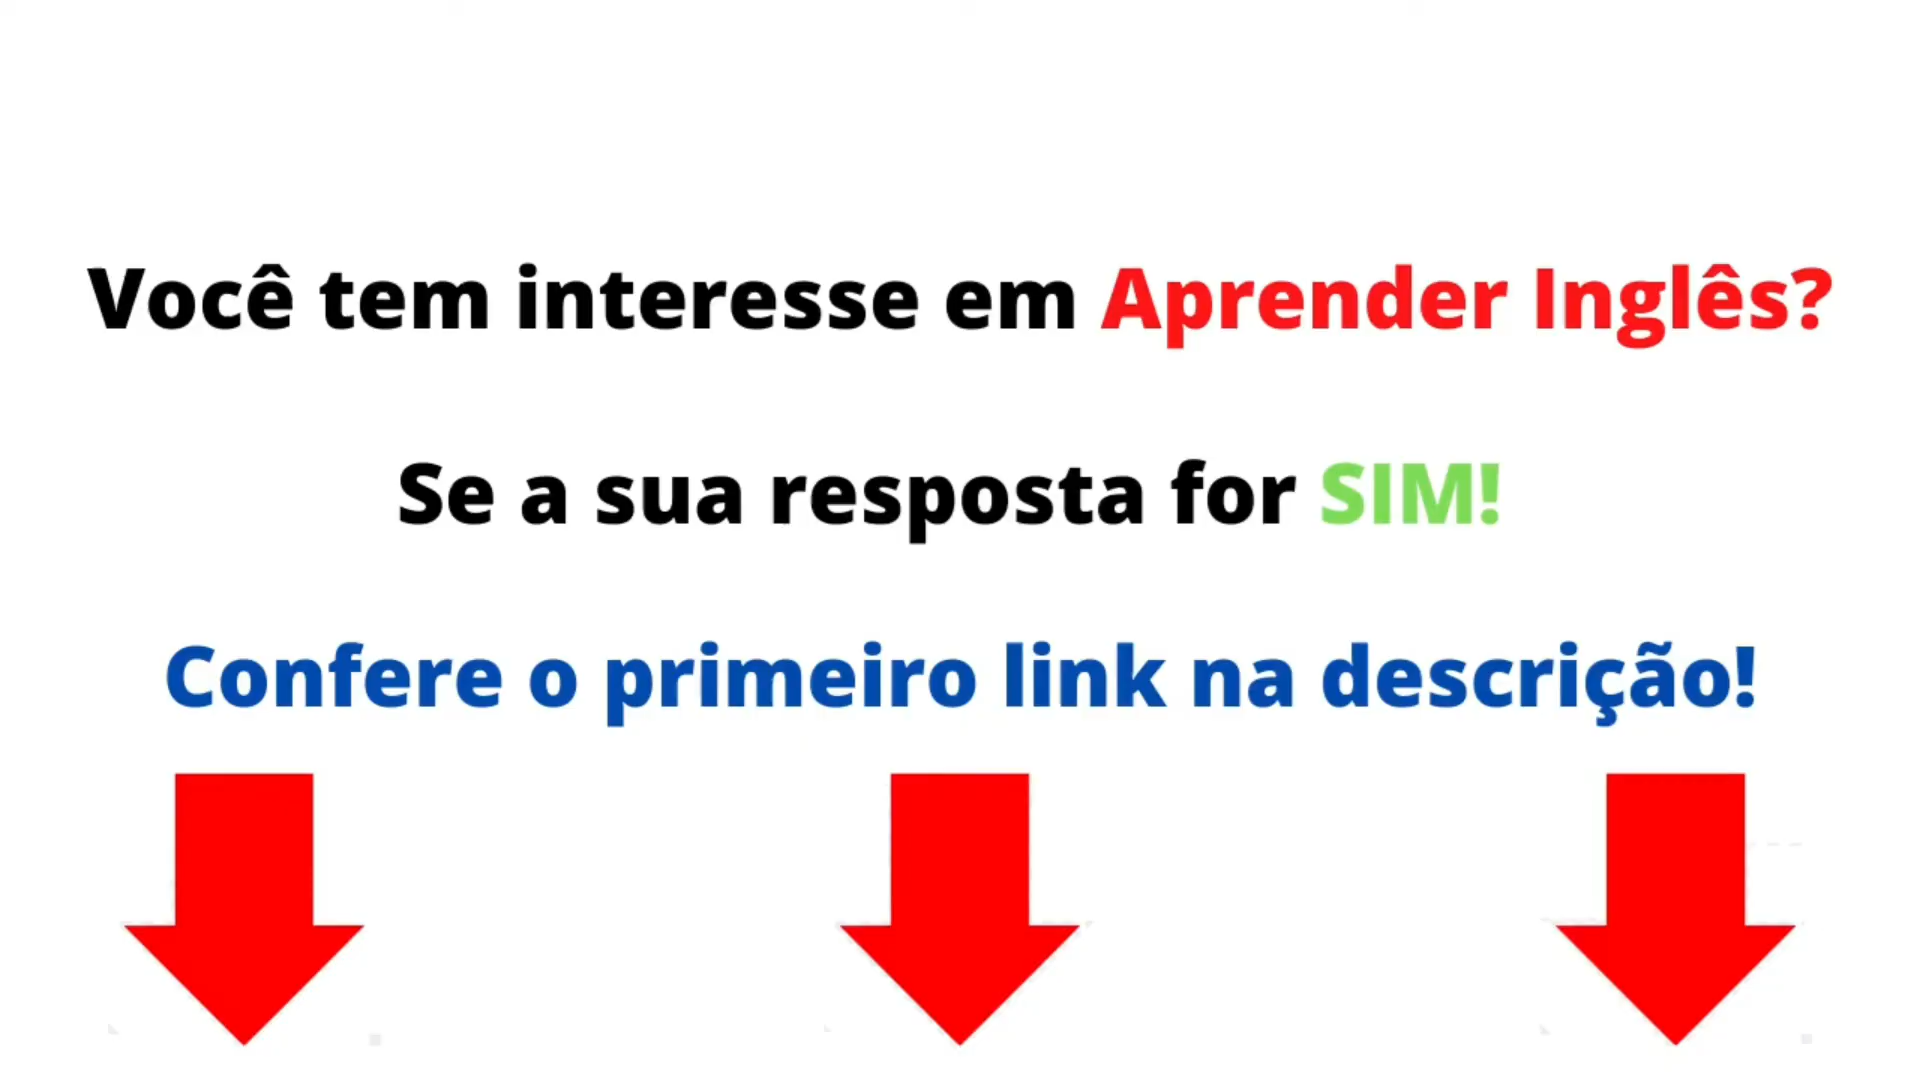 Você tem interesse em Aprender Inglês?
Se a sua resposta for SIM!
Confere o primeiro link na descrição!